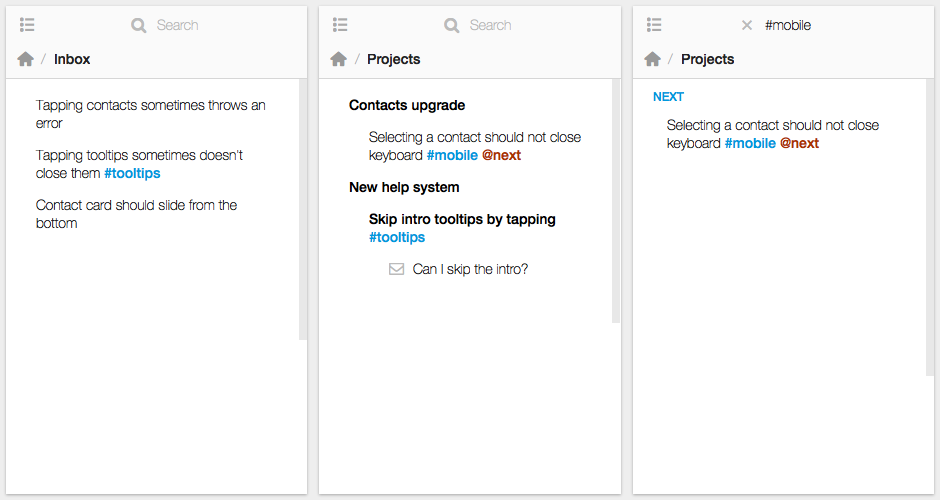 Search
/ Inbox
Tapping contacts sometimes throws an
error
Tapping tooltips sometimes doesn't
close them #tooltips
Contact card should slide from the
bottom
Search
/ Projects
Contacts upgrade
Selecting a contact should not close
keyboard #mobile @next
New help system
Skip intro tooltips by tapping
#tooltips
Can I skip the intro?
#mobile
/ Projects
NEXT
Selecting a contact should not close
keyboard #mobile @next